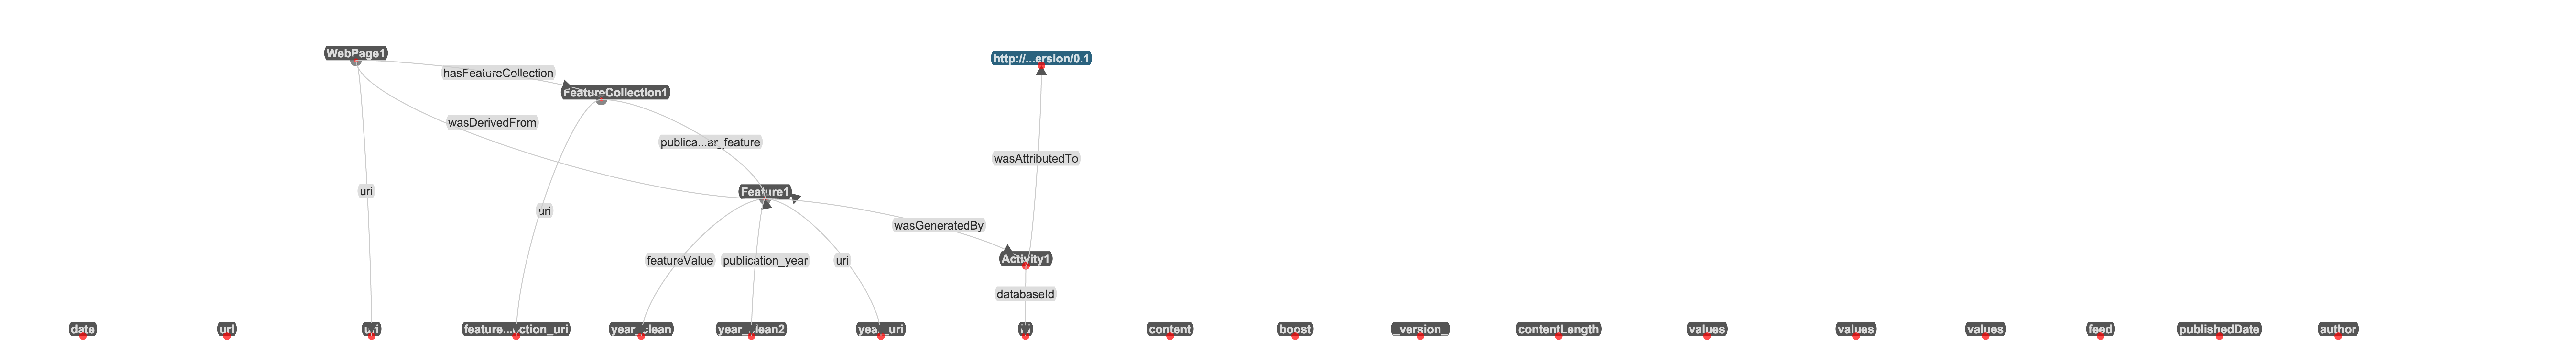 WebPage1
http://...ersion/0.1
hasFeatureCollection
FeatureCollection1
wasDerivedFrom
publica...ar_feature
wasAttributedTo
uri
Feature1
uri
wasGeneratedBy
featureValue
publication_year
uri
Activity1
databaseId
date
url
uri
feature...ction_uri
year_clean
year_clean2
year_uri
content
boost
_version_
contentLength
values
values
values
feed
publishedDate
author